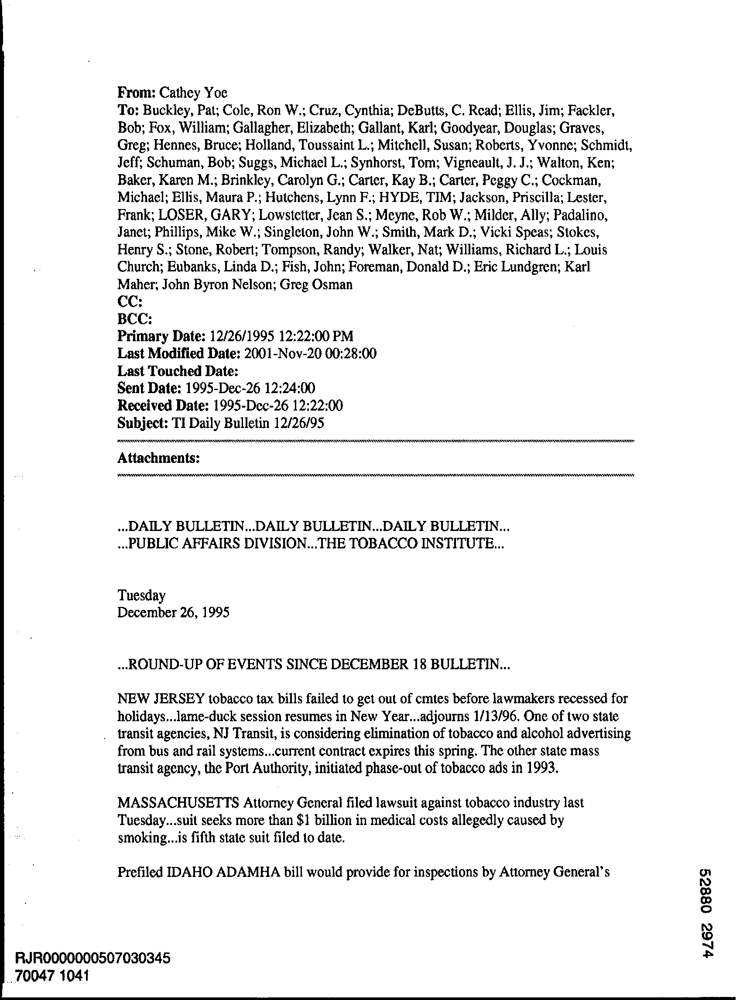 From: Cathey Yoe
To: Buckley, Pat; Cole, Ron W.; Cruz, Cynthia; DeButts, C. Read; Ellis, Jim; Fackler,
Bob; Fox, William; Gallagher, Elizabeth; Gallant, Karl; Goodyear, Douglas; Graves,
Greg; Hennes, Bruce; Holland, Toussaint L.; Mitchell, Susan; Roberts, Yvonne; Schmidt,
Jeff; Schuman, Bob; Suggs, Michael L.; Synhorst, Tom; Vigneault, J. J.; Walton, Ken;
Baker, Karen M.; Brinkley, Carolyn G.; Carter, Kay B.; Carter, Peggy C.; Cockman,
Michael; Ellis, Maura P.; Hutchens, Lynn F.; HYDE, TIM; Jackson, Priscilla; Lester,
Frank; LOSER, GARY; Lowstetter, Jean S.; Meyne, Rob W.; Milder, Ally; Padalino,
Janet; Phillips, Mike W.; Singleton, John W.; Smith, Mark D.; Vicki Speas; Stokes,
Henry S.; Stone, Robert; Tompson, Randy; Walker, Nat; Williams, Richard L.; Louis
Church; Eubanks, Linda D.; Fish, John; Foreman, Donald D.; Eric Lundgren; Karl
Maher; John Byron Nelson; Greg Osman
CC:
BCC:
Primary Date: 12/26/1995 12:22:00 PM
Last Modified Date: 2001-Nov-20 00:28:00
Last Touched Date:
Sent Date: 1995-Dec-26 12:24:00
Received Date: 1995-Dec-26 12:22:00
Subject: TI Daily Bulletin 12/26/95
Attachments:
...DAILY BULLETIN...DAILY BULLETIN...DAILY BULLETIN...
...PUBLIC AFFAIRS DIVISION...THE TOBACCO INSTITUTE...
Tuesday
December 26, 1995
...ROUND-UP OF EVENTS SINCE DECEMBER 18 BULLETIN...
NEW JERSEY tobacco tax bills failed to get out of cmtes before lawmakers recessed for
holidays...lame-duck session resumes in New Year...adjourns 1/13/96. One of two state
transit agencies, NJ Transit, is considering elimination of tobacco and alcohol advertising
from bus and rail systems...current contract expires this spring. The other state mass
transit agency, the Port Authority, initiated phase-out of tobacco ads in 1993.
MASSACHUSETTS Attorney General filed lawsuit against tobacco industry last
Tuesday...suit seeks more than $1 billion in medical costs allegedly caused by
smoking...is fifth state suit filed to date.
Prefiled IDAHO ADAMHA bill would provide for inspections by Attorney General's
52880 2974
RJR0000000507030345
70047 1041